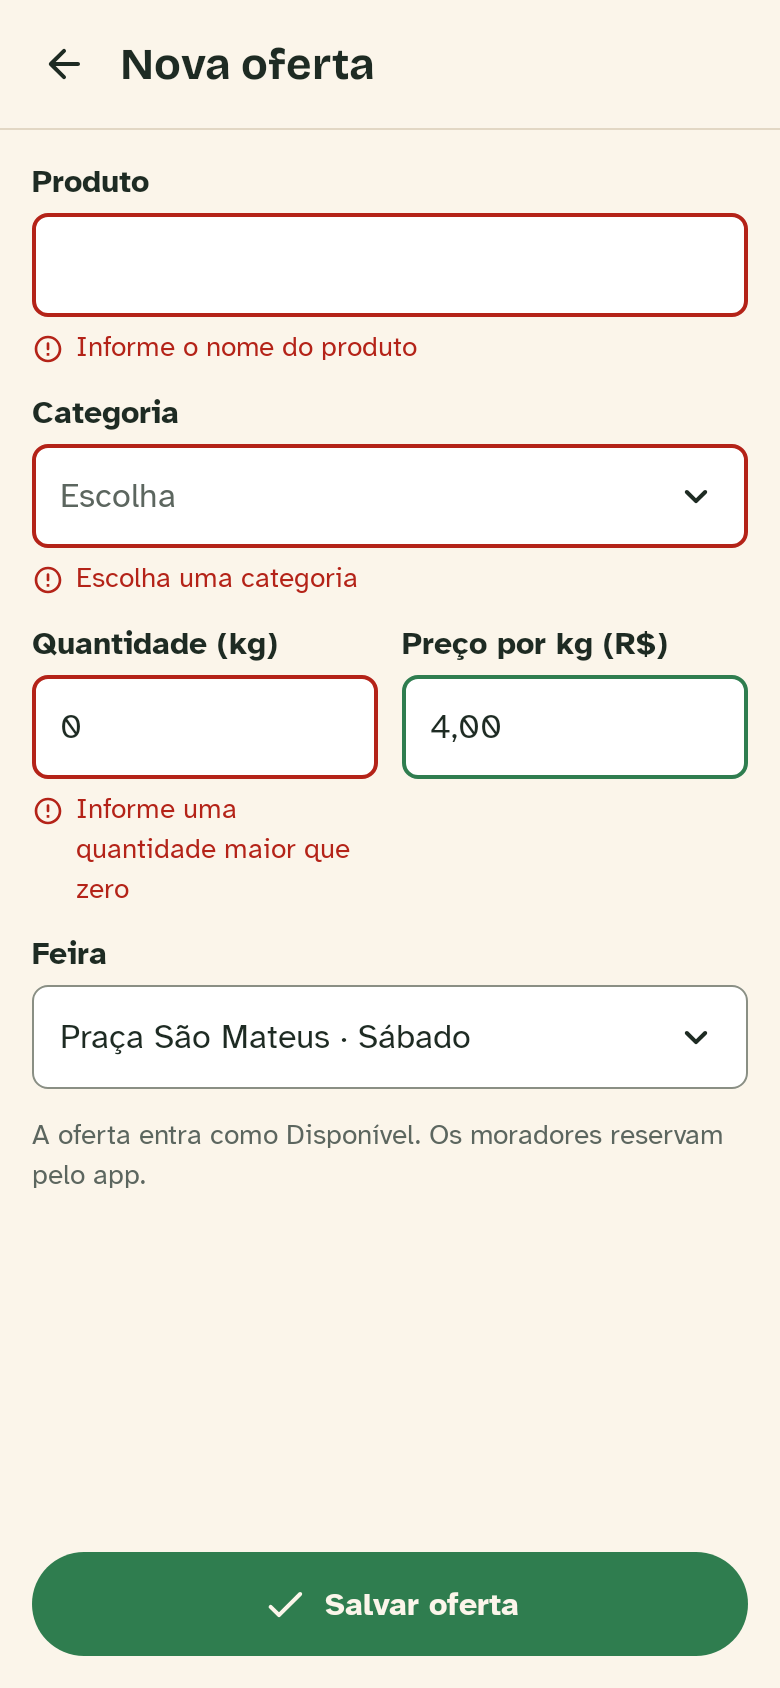 Nova oferta
Produto
Informe o nome do produto
Categoria
Escolha
Escolha uma categoria
Quantidade (kg)
Preço por kg (R$)
0
4,00
Informe uma
quantidade maior que
zero
Feira
Praça São Mateus · Sábado
A oferta entra como Disponível. Os moradores reservam
pelo app.
Salvar oferta